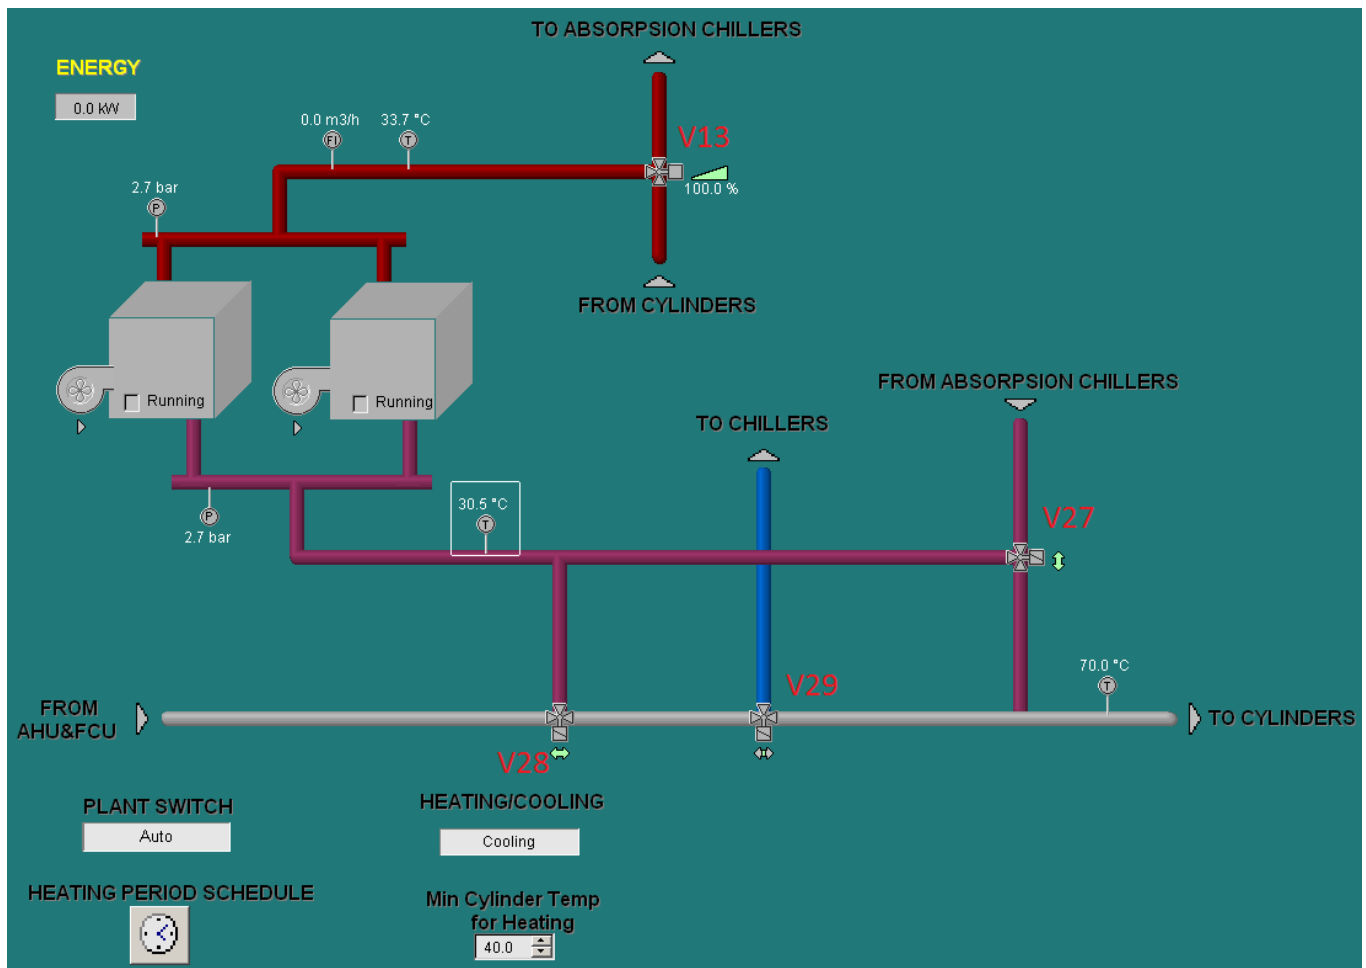 TO ABSORPSION CHILLERS
ENERGY
0.0 kW
0.0 m3/h
33.7 °C
FI
T
V13
100.0 %
2.7 bar
P
FROM CYLINDERS
Running
Running
FROM ABSORPSION CHILLERS
TO CHILLERS
30.5 °C
T
P
2.7 bar
V27
70.0 °C
T
V29
FROM
AHU&FCU
TO CYLINDERS
V28
PLANT SWITCH
Auto
HEATING/COOLING
Cooling
HEATING PERIOD SCHEDULE
Min Cylinder Temp
for Heating
40.0